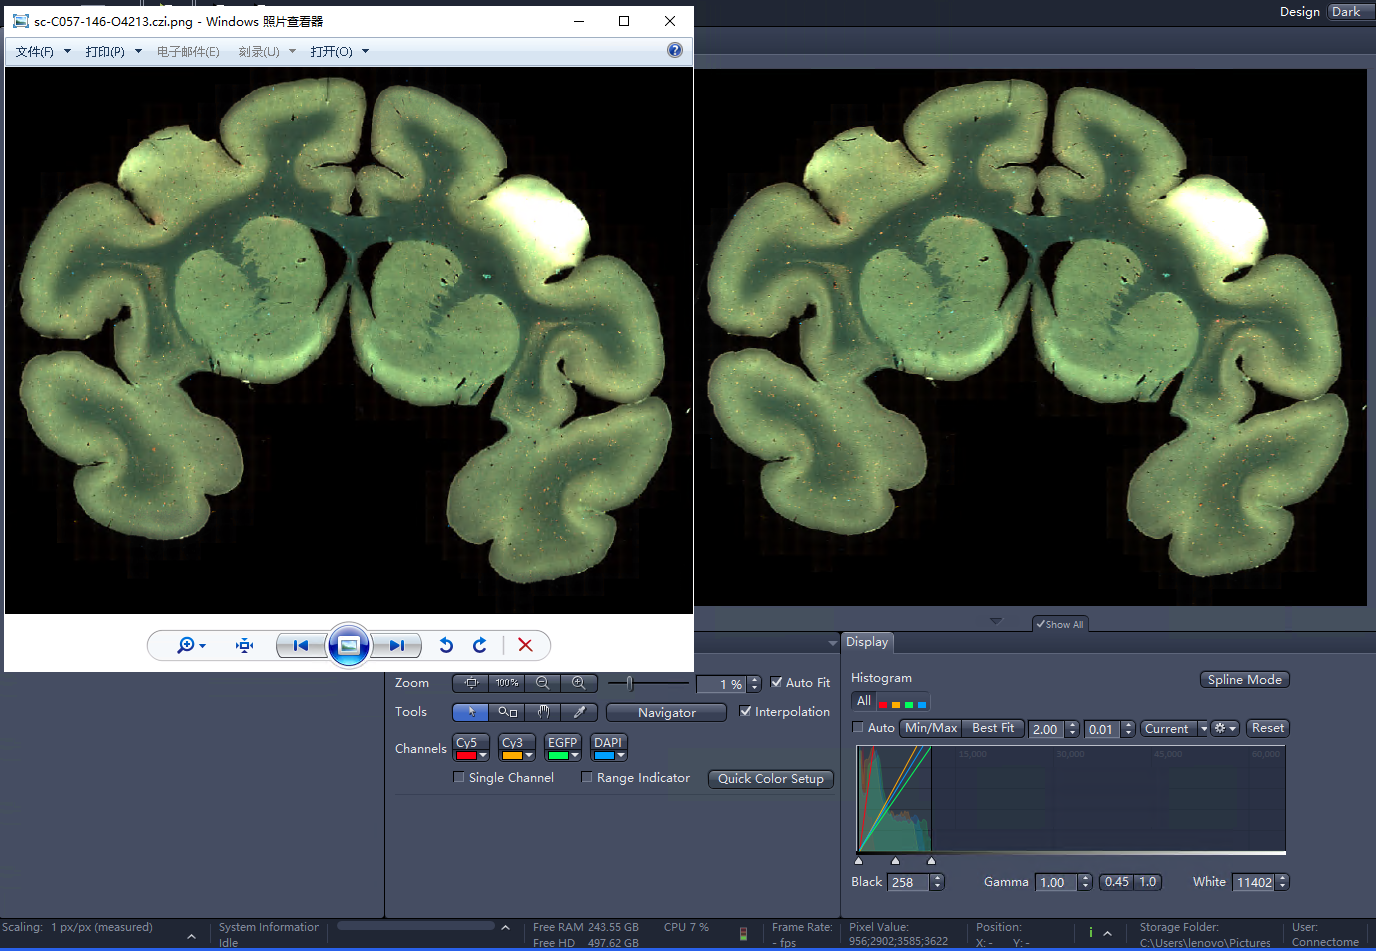 sc-C057-146-O4213.czi.png - Windows 照片查看器
Design Dark
文件(F) 打印(P) 电子邮件(E) 刻录(U) 打开(O)
Show All
Display
Zoom 100% 1 % Auto Fit
Tools Navigator Interpolation
Channels Cy5 Cy3 EGFP DAPI
Single Channel Range Indicator Quick Color Setup
Histogram Spline Mode
All
Auto Min/Max Best Fit 2.00 0.01 Current Reset
15,000 30,000 45,000 60,000
Black 258 Gamma 1.00 0.45 1.0 White 11402
Scaling: 1 px/px (measured) System Information Free RAM 243.55 GB CPU 7 % Frame Rate: Pixel Value: Position: Storage Folder: User:
Idle Free HD 497.62 GB - fps 956;2902;3585;3622 X: - Y: - C:\Users\lenovo\Pictures Connectome